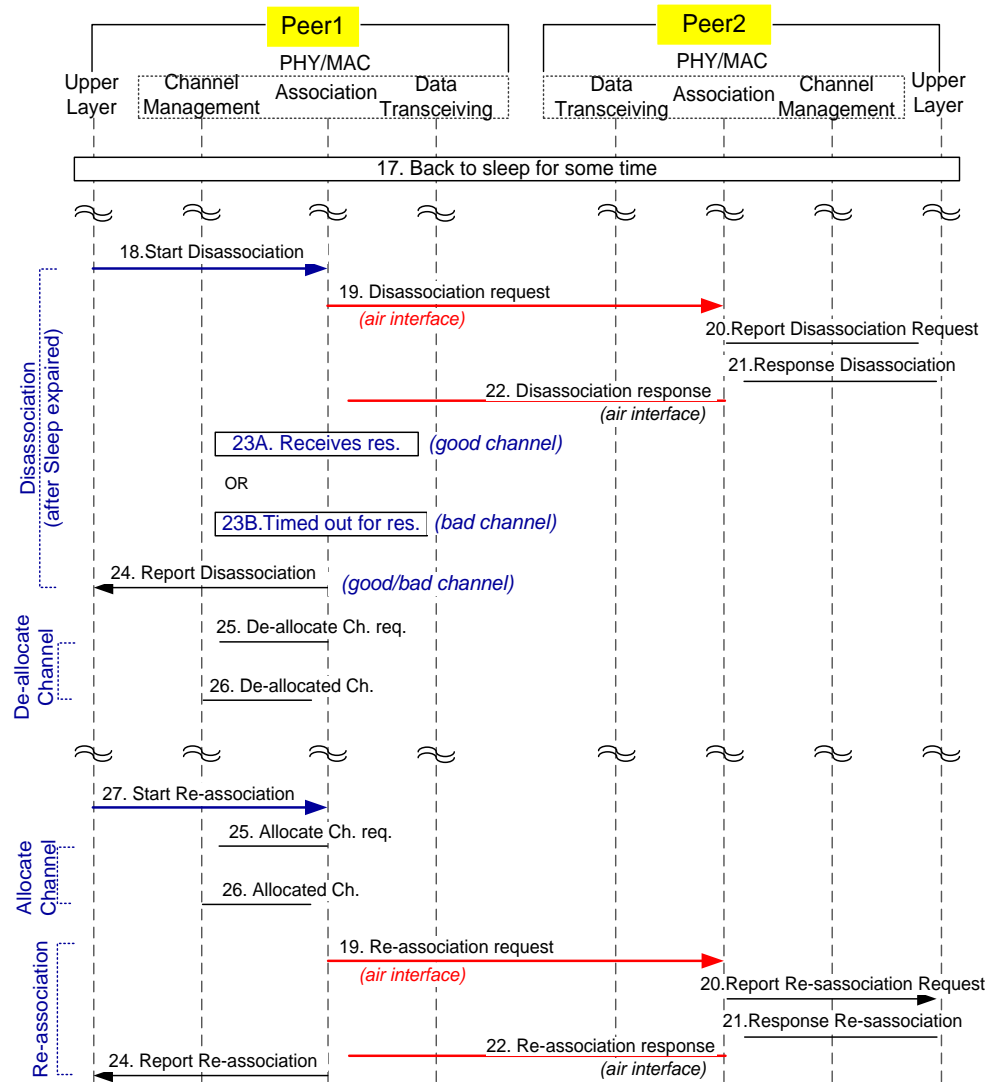 Peer1
Peer2
PHY/MAC
PHY/MAC
Upper
Layer
Channel
Management
Association
Data
Transceiving
Data
Transceiving
Association
Channel
Management
Upper
Layer
17. Back to sleep for some time
18.Start Disassociation
19. Disassociation request
(air interface)
20.Report Disassociation Request
21.Response Disassociation
22. Disassociation response
(air interface)
Disassociation
(after Sleep expaired)
23A. Receives res.
(good channel)
OR
23B.Timed out for res.
(bad channel)
24. Report Disassociation
(good/bad channel)
De-allocate
Channel
25. De-allocate Ch. req.
26. De-allocated Ch.
27. Start Re-association
Allocate
Channel
25. Allocate Ch. req.
26. Allocated Ch.
Re-association
19. Re-association request
(air interface)
20.Report Re-sassociation Request
21.Response Re-sassociation
22. Re-association response
(air interface)
24. Report Re-association